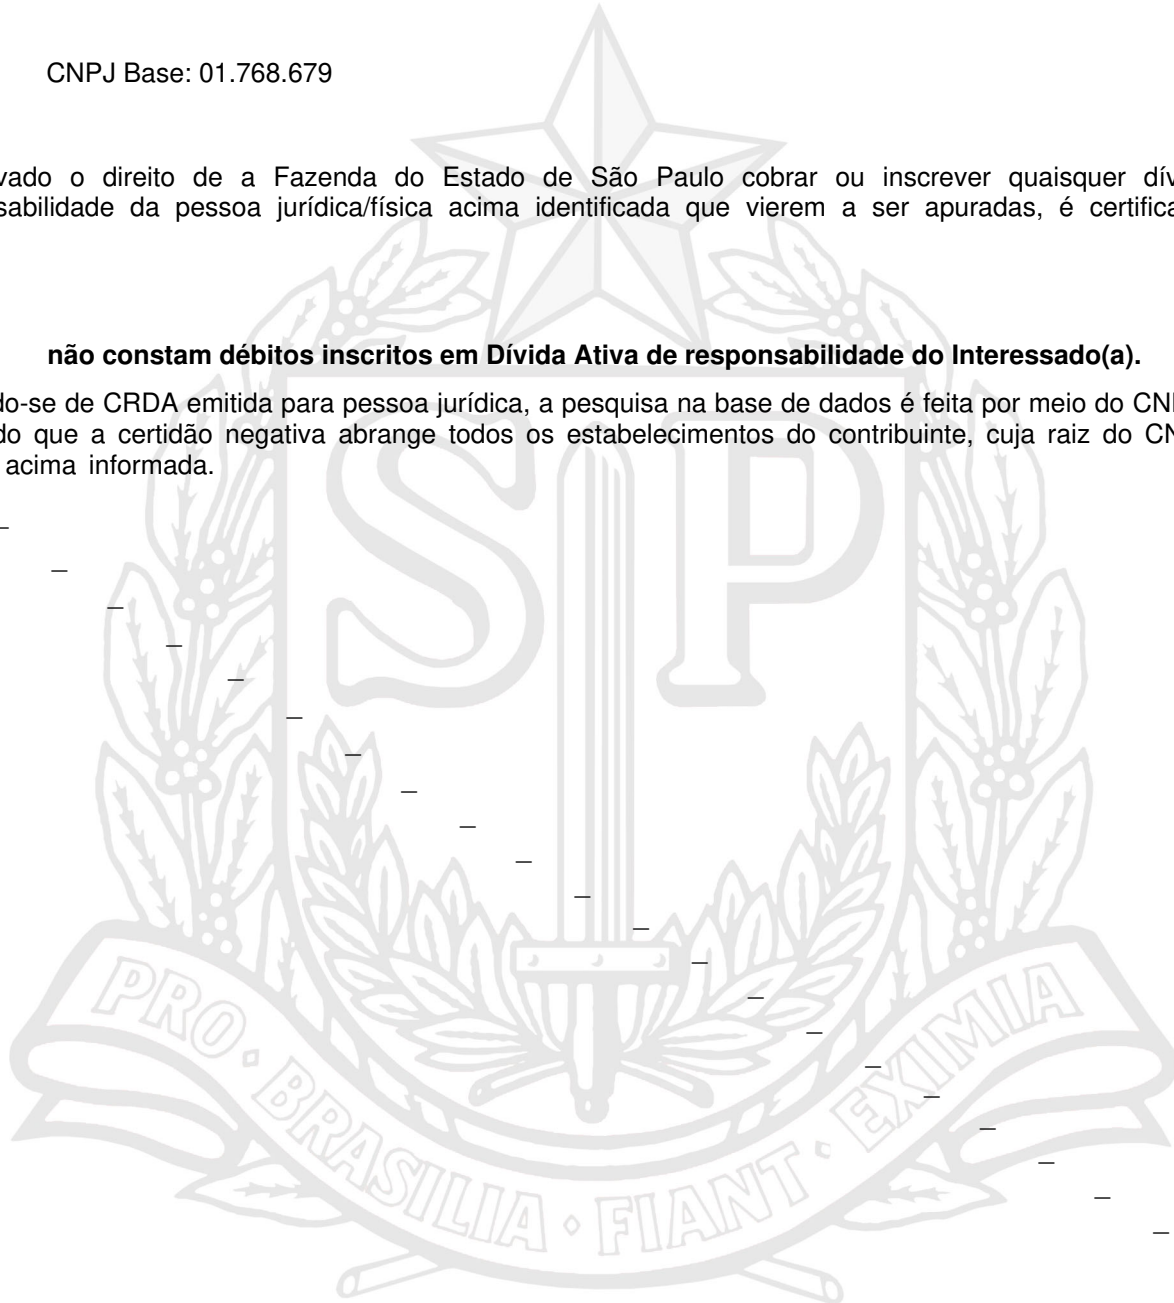 CNPJ Base: 01.768.679
vado o direito de a Fazenda do Estado de São Paulo cobrar ou inscrever quaisquer dív
sabilidade da pessoa jurídica/física acima identificada que vierem a ser apuradas, é certifica
não constam débitos inscritos em Dívida Ativa de responsabilidade do Interessado(a).
do-se de CRDA emitida para pessoa jurídica, a pesquisa na base de dados é feita por meio do CN
do que a certidão negativa abrange todos os estabelecimentos do contribuinte, cuja raiz do CN
acima informada.
SP
PRO BRASILIA FIANT EXIMIA